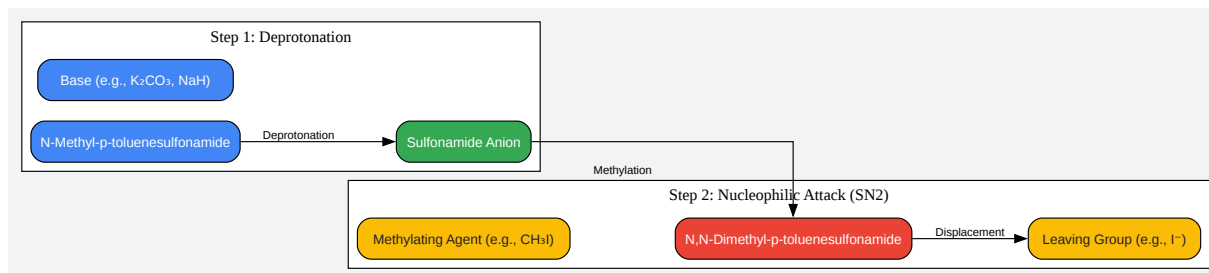 Step 1: Deprotonation
Base (e.g., K₂CO₃, NaH)
N-Methyl-p-toluenesulfonamide
Deprotonation
Sulfonamide Anion
Methylation
Step 2: Nucleophilic Attack (SN2)
Methylating Agent (e.g., CH₃I)
N,N-Dimethyl-p-toluenesulfonamide
Displacement
Leaving Group (e.g., I⁻)